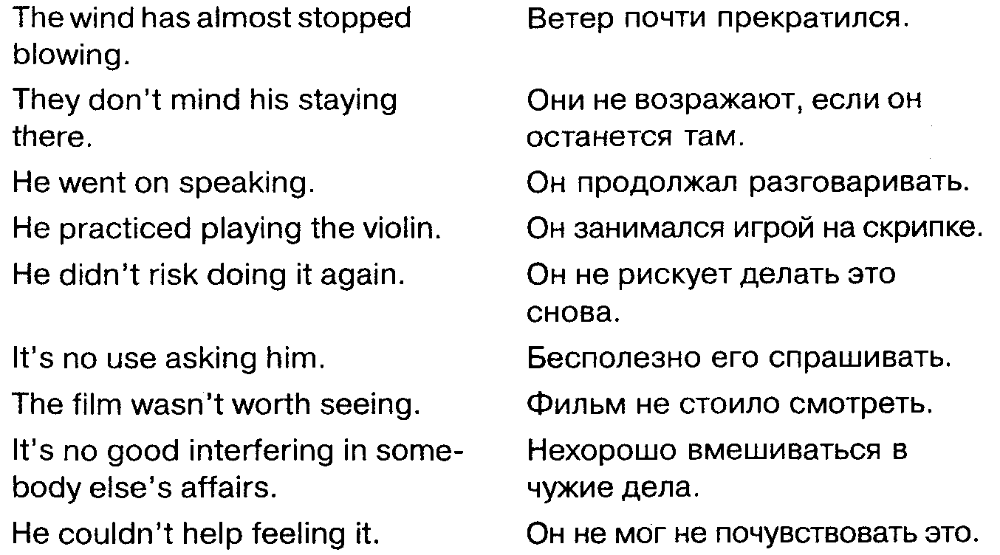 The wind has almost stopped
blowing.
Ветер почти прекратился.
They don't mind his staying
there.
Они не возражают, если он
останется там.
He went on speaking.
Он продолжал разговаривать.
He practiced playing the violin.
Он занимался игрой на скрипке.
He didn't risk doing it again.
Он не рискует делать это
снова.
It's no use asking him.
Бесполезно его спрашивать.
The film wasn't worth seeing.
Фильм не стоило смотреть.
It's no good interfering in some-
body else's affairs.
Нехорошо вмешиваться в
чужие дела.
He couldn't help feeling it.
Он не мог не почувствовать это.